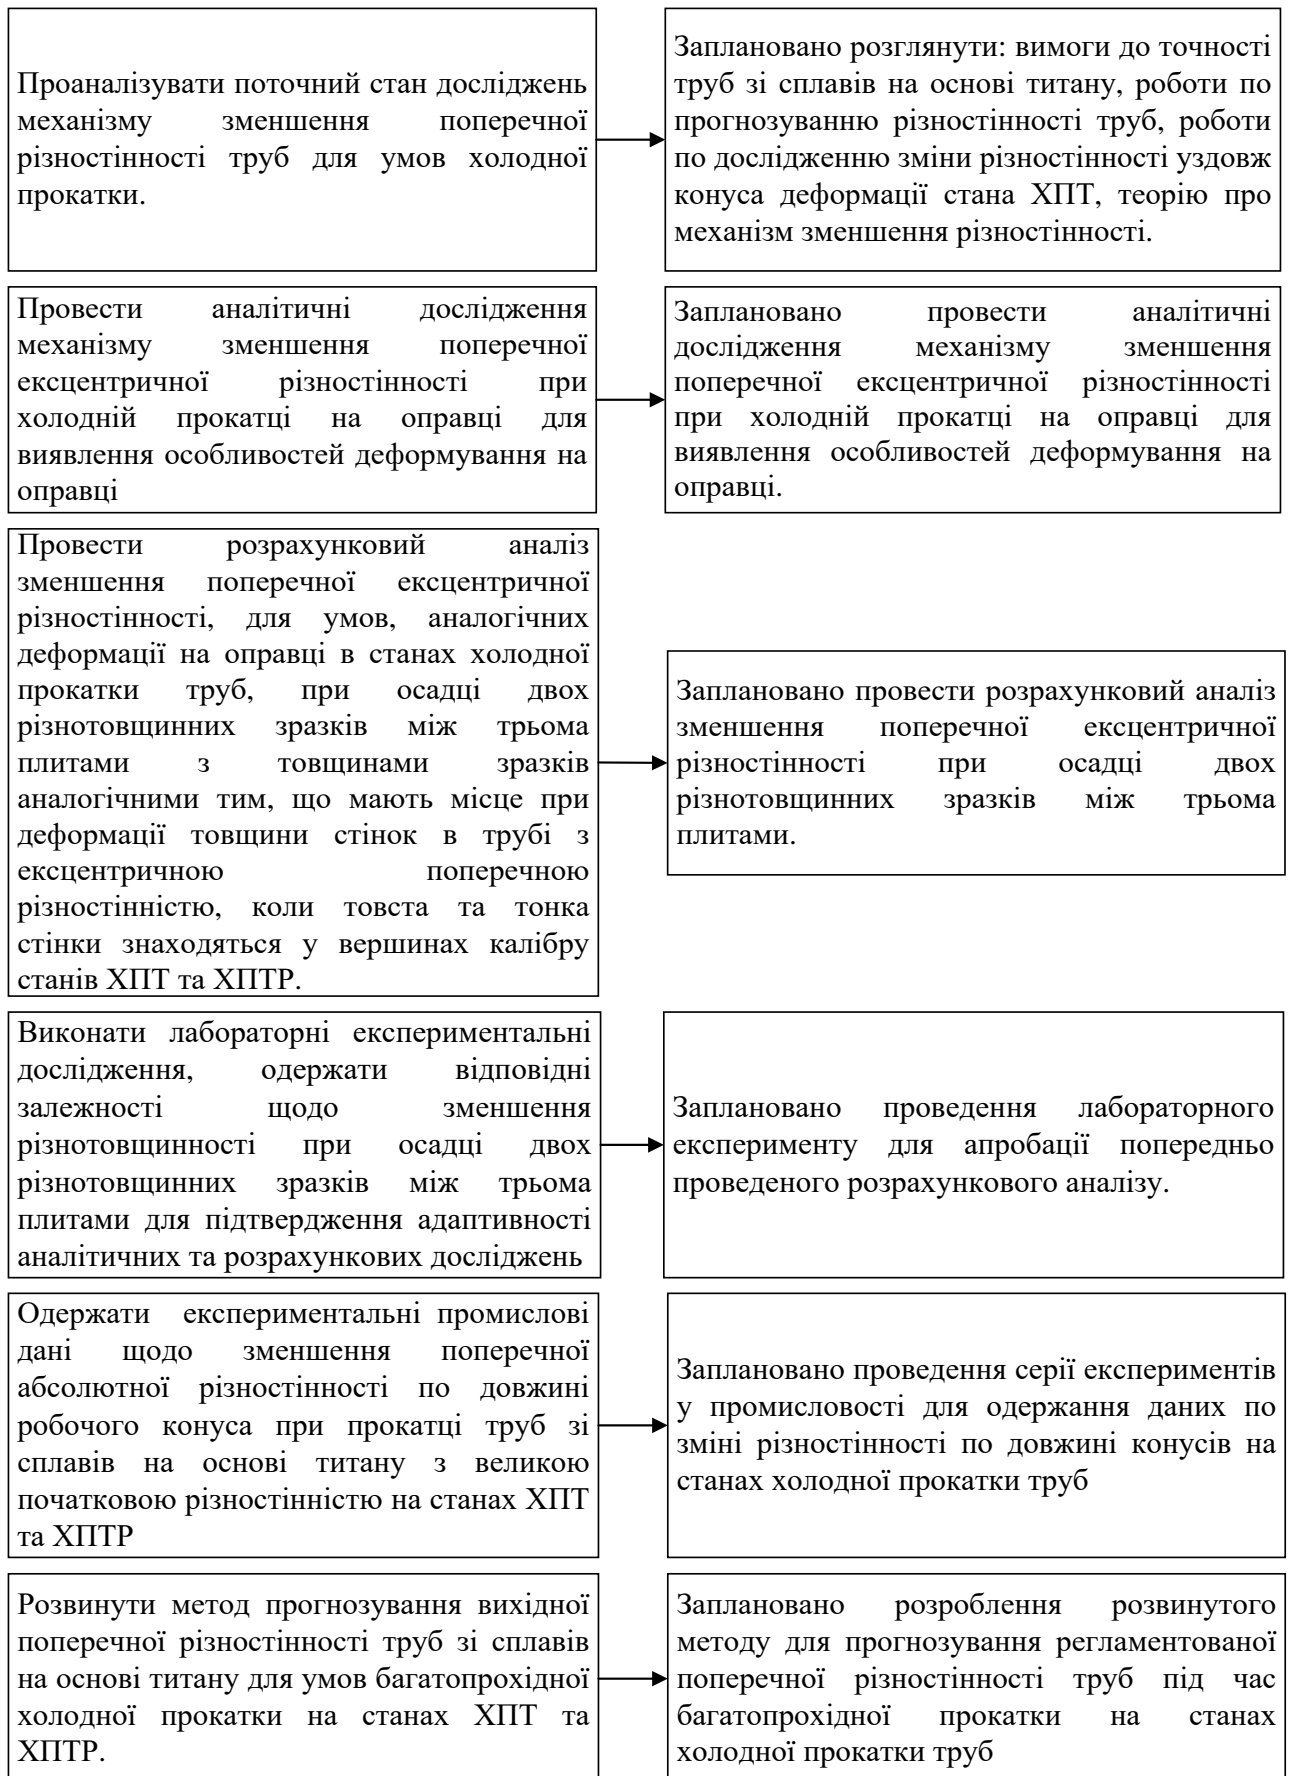 Проаналізувати поточний стан досліджень
механізму зменшення поперечної
різностінності труб для умов холодної
прокатки.
Заплановано розглянути: вимоги до точності
труб зі сплавів на основі титану, роботи по
прогнозуванню різностінності труб, роботи
по дослідженню зміни різностінності уздовж
конуса деформації стана ХПТ, теорію про
механізм зменшення різностінності.
Провести аналітичні дослідження
механізму зменшення поперечної
ексцентричної різностінності при
холодній прокатці на оправці для
виявлення особливостей деформування на
оправці
Заплановано провести аналітичні
дослідження механізму зменшення
поперечної ексцентричної різностінності
при холодній прокатці на оправці для
виявлення особливостей деформування на
оправці.
Провести розрахунковий аналіз
зменшення поперечної ексцентричної
різностінності, для умов, аналогічних
деформації на оправці в станах холодної
прокатки труб, при осадці двох
різнотовщинних зразків між трьома
плитами з товщинами зразків
аналогічними тим, що мають місце при
деформації товщини стінок в трубі з
ексцентричною поперечною
різностінністю, коли товста та тонка
стінки знаходяться у вершинах калібру
станів ХПТ та ХПТР.
Заплановано провести розрахунковий аналіз
зменшення поперечної ексцентричної
різностінності при осадці двох
різнотовщинних зразків між трьома
плитами.
Виконати лабораторні експериментальні
дослідження, одержати відповідні
залежності щодо зменшення
різнотовщинності при осадці двох
різнотовщинних зразків між трьома
плитами для підтвердження адаптивності
аналітичних та розрахункових досліджень
Заплановано проведення лабораторного
експерименту для апробації попередньо
проведеного розрахункового аналізу.
Одержати експериментальні промислові
дані щодо зменшення поперечної
абсолютної різностінності по довжині
робочого конуса при прокатці труб зі
сплавів на основі титану з великою
початковою різностінністю на станах ХПТ
та ХПТР
Заплановано проведення серії експериментів
у промисловості для одержання даних по
зміні різностінності по довжині конусів на
станах холодної прокатки труб
Розвинути метод прогнозування вихідної
поперечної різностінності труб зі сплавів
на основі титану для умов багатопрохідної
холодної прокатки на станах ХПТ та
ХПТР.
Заплановано розроблення розвинутого
методу для прогнозування регламентованої
поперечної різностінності труб під час
багатопрохідної прокатки на станах
холодної прокатки труб